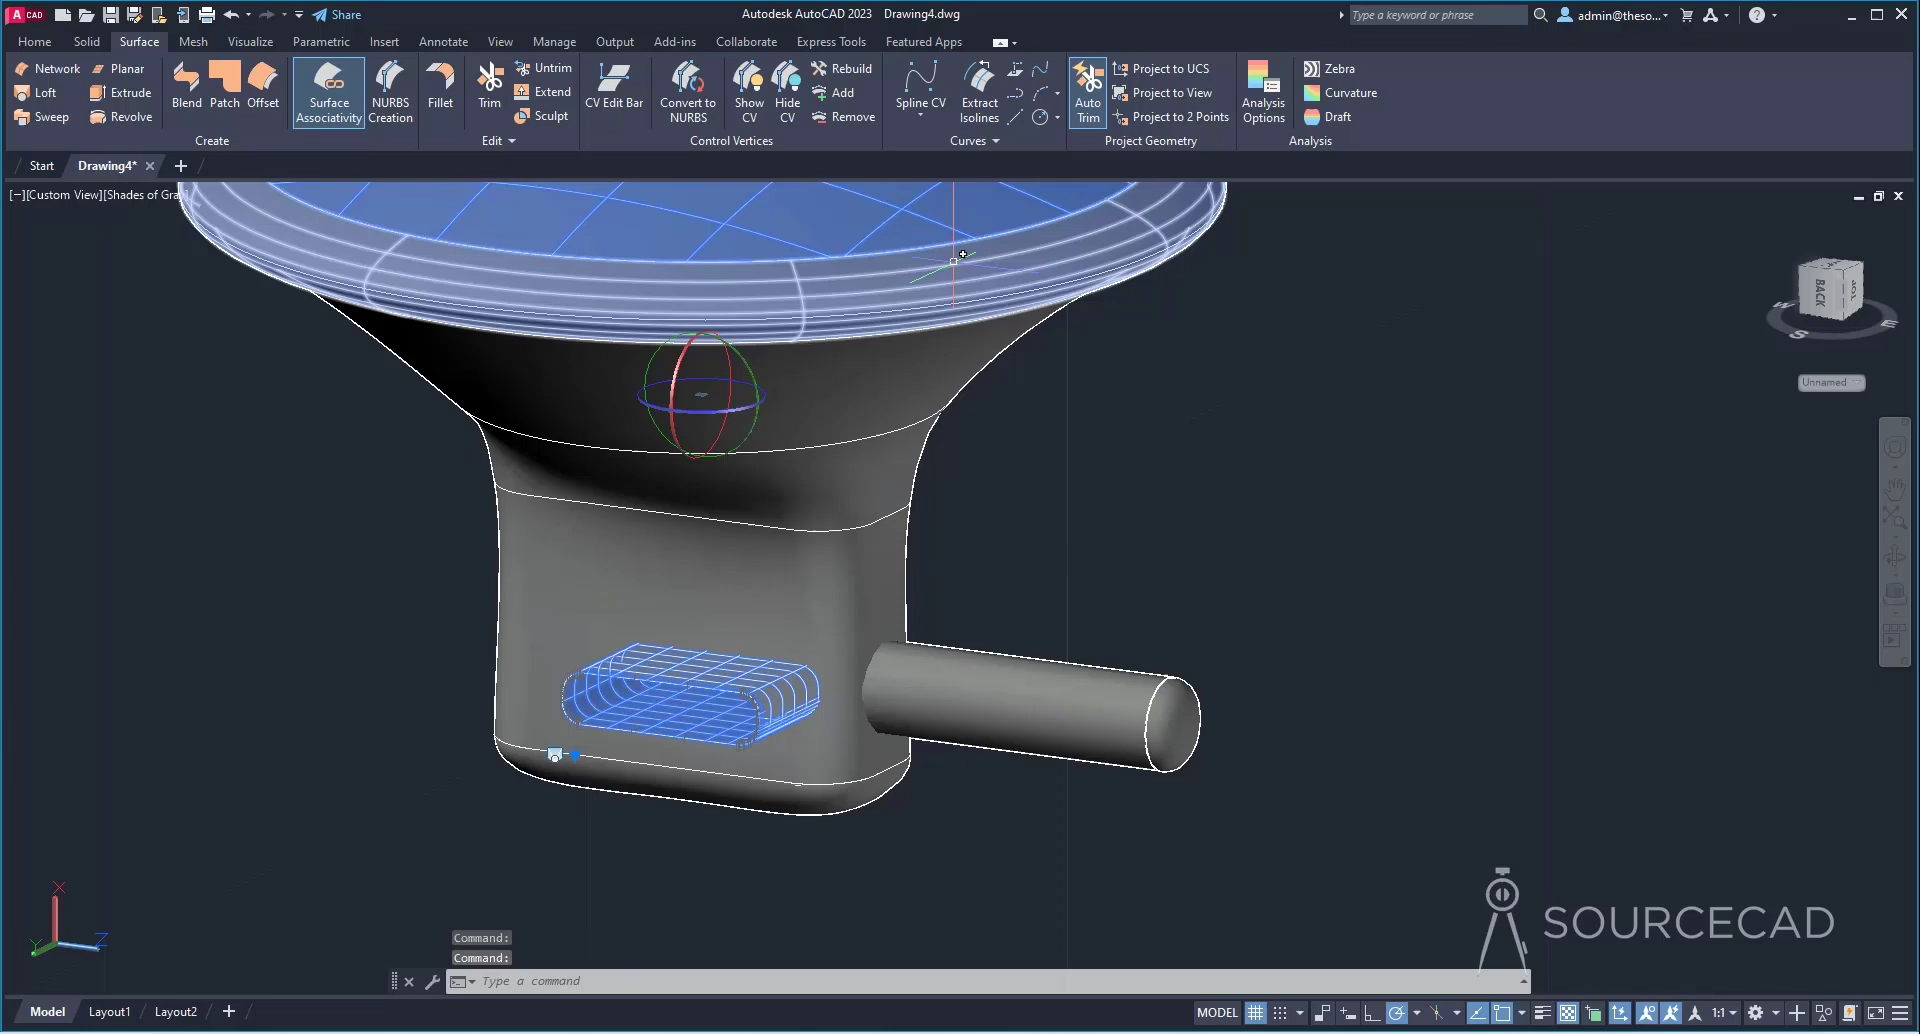 A CAD
Share
Autodesk AutoCAD 2023 Drawing4.dwg
Type a keyword or phrase
admin@theso...
Home Solid Surface Mesh Visualize Parametric Insert Annotate View Manage Output Add-ins Collaborate Express Tools Featured Apps
Network Planar
Loft Extrude
Sweep Revolve
Create
Blend Patch Offset
Surface Associativity
NURBS Creation
Fillet
Trim
Untrim
Extend
Sculpt
Edit
CV Edit Bar
Convert to NURBS
Show CV
Hide CV
Rebuild
Add
Remove
Control Vertices
Spline CV
Extract Isolines
Curves
Auto Trim
Project to UCS
Project to View
Project to 2 Points
Project Geometry
Analysis Options
Zebra
Curvature
Draft
Analysis
Start Drawing4*
[−][Custom View][Shades of Gra
BACK
TOP
W S E
Unnamed
X
Y Z
SOURCECAD
Command:
Command:
Type a command
Model Layout1 Layout2
MODEL
1:1